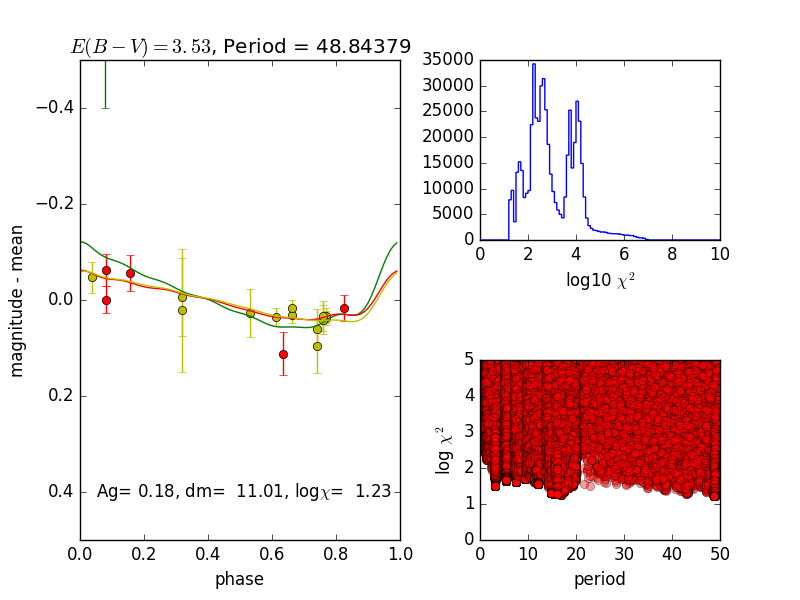 E(B − V) = 3.53, Period = 48.84379
−0.4
−0.2
0.0
0.2
0.4
magnitude - mean
Ag= 0.18, dm= 11.01, logχ= 1.23
0.0 0.2 0.4 0.6 0.8 1.0
phase
35000
30000
25000
20000
15000
10000
5000
0
0 2 4 6 8 10
log10 χ²
5
4
3
2
1
0
log χ²
0 10 20 30 40 50
period